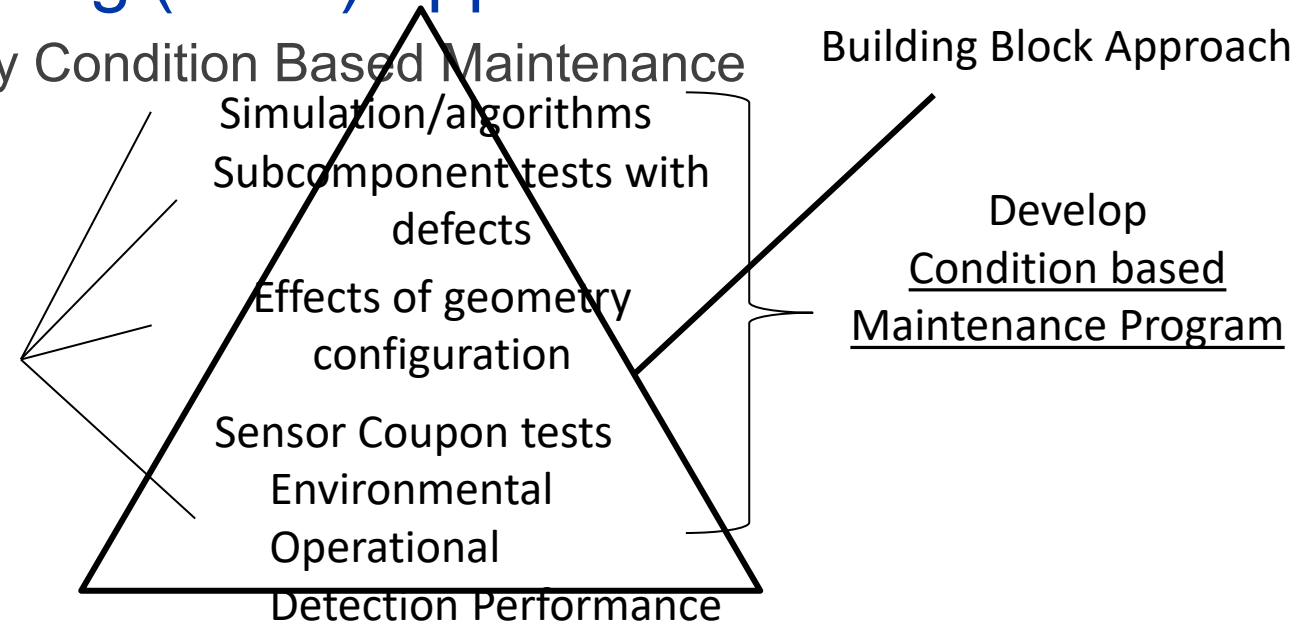 y Condition Based Maintenance
Building Block Approach
Simulation/algorithms
Subcomponent tests with
defects
Effects of geometry
configuration
Sensor Coupon tests
Environmental
Operational
Detection Performance
Develop
Condition based
Maintenance Program